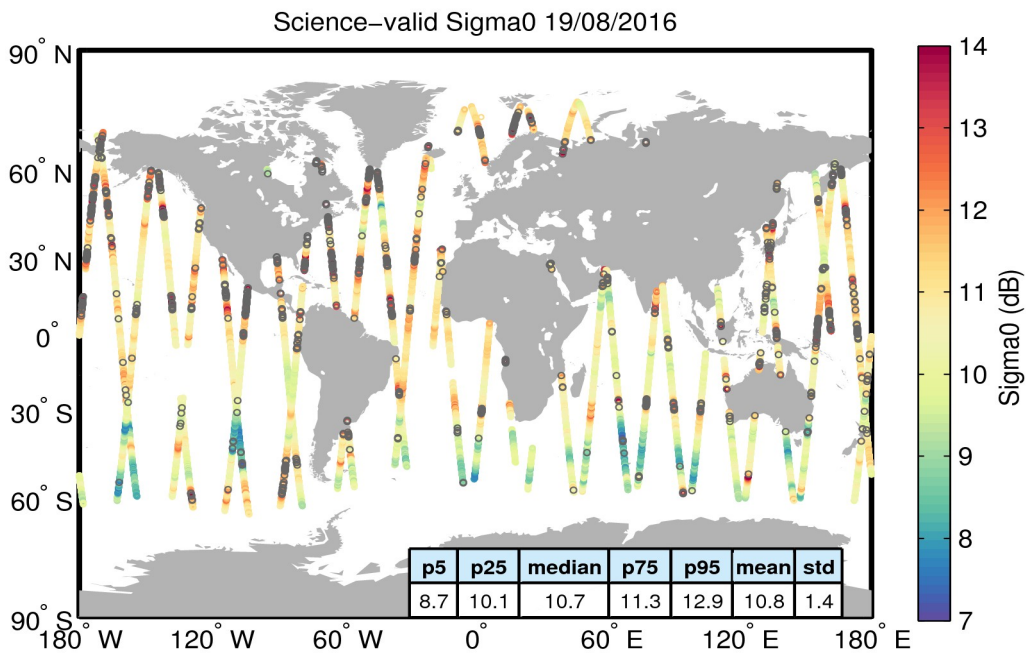 Science−valid Sigma0 19/08/2016
90° N
60° N
30° N
0°
30° S
60° S
90° S
180° W
120° W
60° W
0°
60° E
120° E
180° E
p5 p25 median p75 p95 mean std
8.7 10.1 10.7 11.3 12.9 10.8 1.4
14
13
12
11
10
9
8
7
Sigma0 (dB)